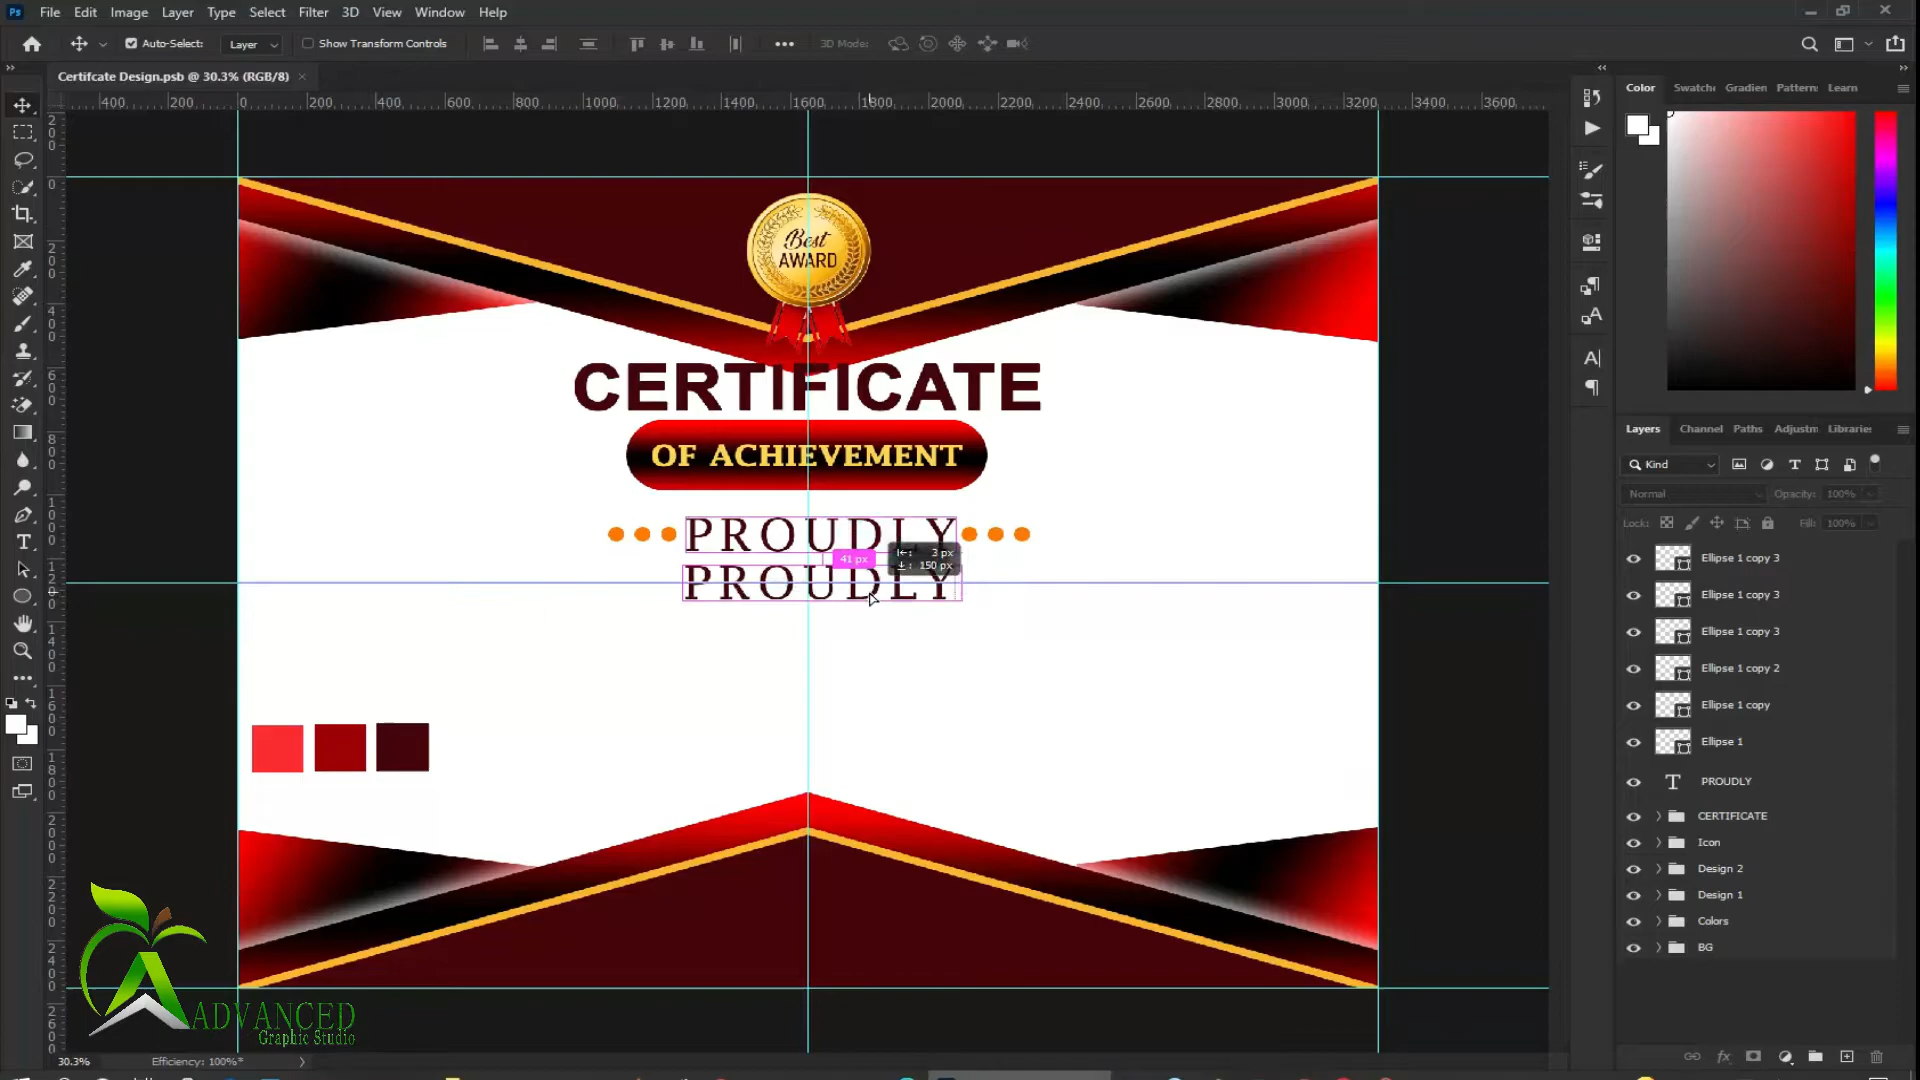 Ps File Edit Image Layer Type Select Filter 3D View Window Help
Auto-Select: Layer Show Transform Controls 3D Mode:
Certifcate Design.psb @ 30.3% (RGB/8) ×
400 200 0 200 400 600 800 1000 1200 1400 1600 1800 2000 2200 2400 2600 2800 3000 3200 3400 3600
Color Swatch Gradien Pattern Learn
Best
AWARD
CERTIFICATE
OF ACHIEVEMENT
PROUDLY
41 px
3 px
150 px
PROUDLY
Layers Channel Paths Adjustm Librarie
Kind
Normal Opacity: 100%
Lock: Fill: 100%
Ellipse 1 copy 3
Ellipse 1 copy 3
Ellipse 1 copy 3
Ellipse 1 copy 2
Ellipse 1 copy
Ellipse 1
T PROUDLY
CERTIFICATE
Icon
Design 2
Design 1
Colors
BG
ADVANCED
Graphic Studio
30.3% Efficiency: 100%*